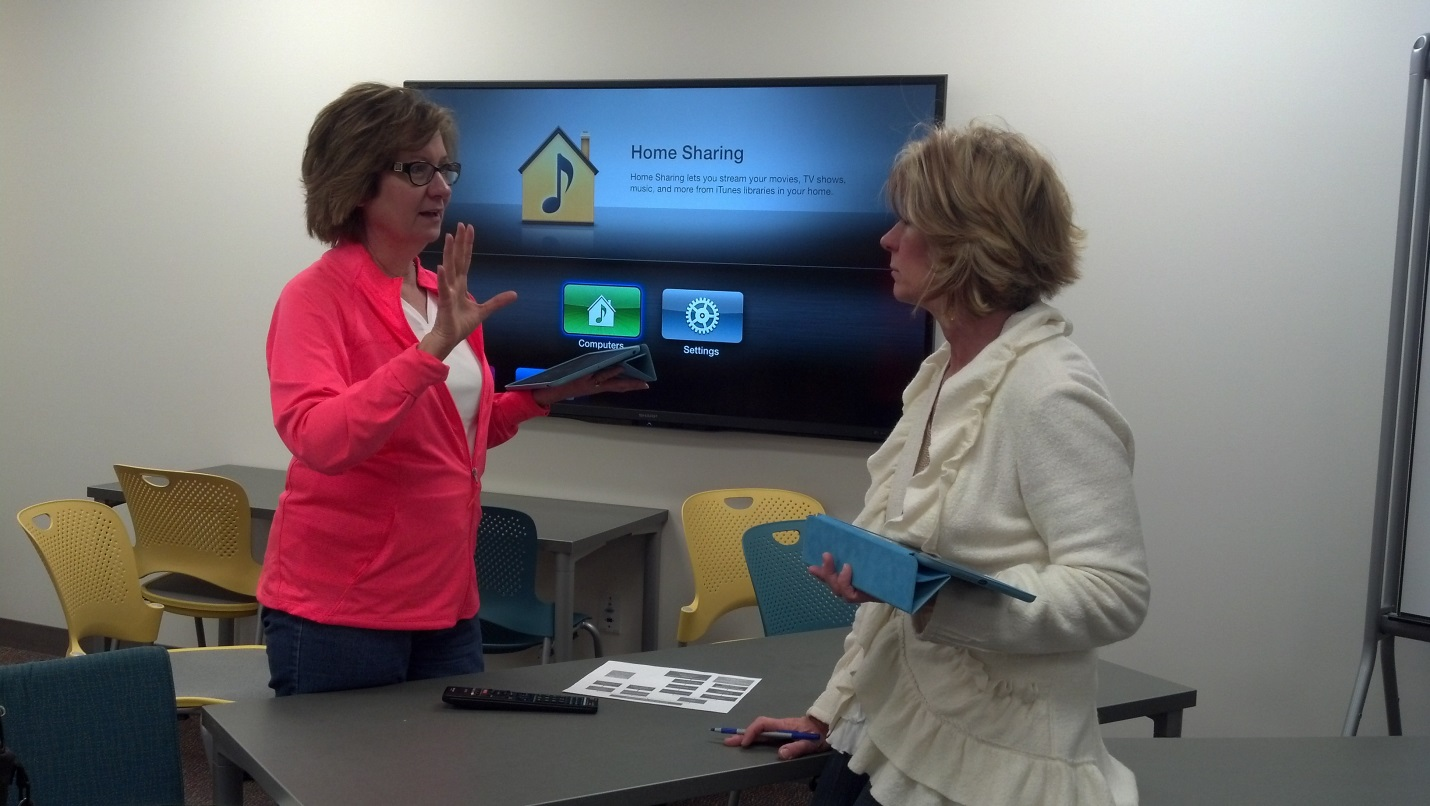 Home Sharing
Home Sharing lets you stream your movies, TV shows,
music, and more from iTunes libraries in your home.
Computers
Settings
SHARP